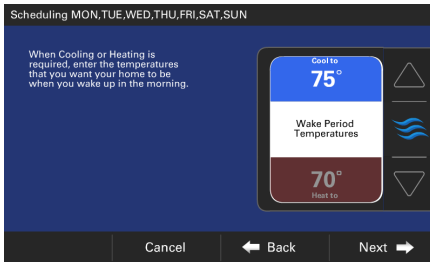 Scheduling MON,TUE,WED,THU,FRI,SAT,SUN
When Cooling or Heating is
required, enter the temperatures
that you want your home to be
when you wake up in the morning.
Cool to
75°
Wake Period
Temperatures
70°
Heat to
Cancel
Back
Next